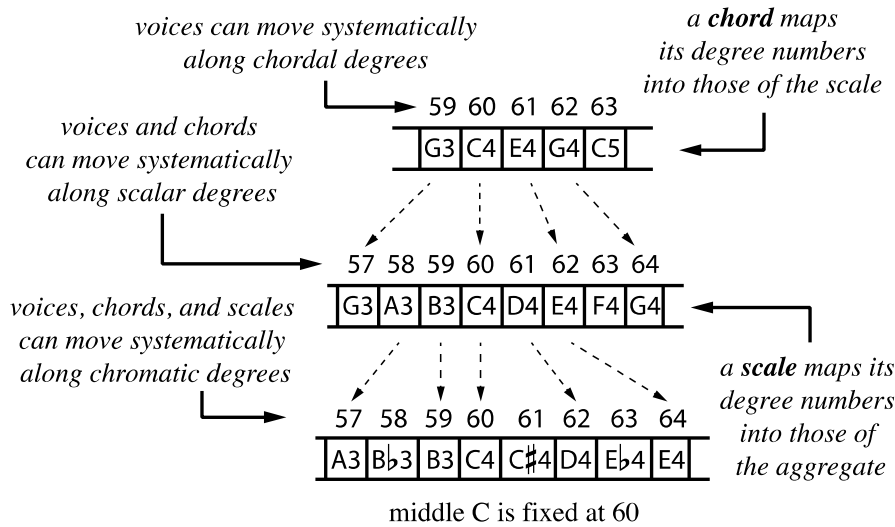 voices can move systematically
along chordal degrees
a chord maps
its degree numbers
into those of the scale
59 60 61 62 63
G3 C4 E4 G4 C5
voices and chords
can move systematically
along scalar degrees
57 58 59 60 61 62 63 64
G3 A3 B3 C4 D4 E4 F4 G4
voices, chords, and scales
can move systematically
along chromatic degrees
a scale maps its
degree numbers
into those of
the aggregate
57 58 59 60 61 62 63 64
A3 B♭3 B3 C4 C♯4 D4 E♭4 E4
middle C is fixed at 60